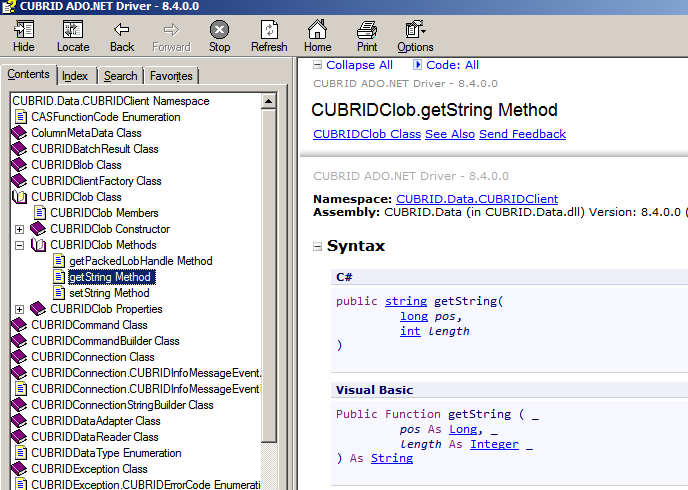 CUBRID ADO.NET Driver - 8.4.0.0
Hide Locate Back Forward Stop Refresh Home Print Options
Contents Index Search Favorites
CUBRID.Data.CUBRIDClient Namespace
CASFunctionCode Enumeration
ColumnMetaData Class
CUBRIDBatchResult Class
CUBRIDBlob Class
CUBRIDClientFactory Class
CUBRIDClob Class
CUBRIDClob Members
CUBRIDClob Constructor
CUBRIDClob Methods
getPackedLobHandle Method
getString Method
setString Method
CUBRIDClob Properties
CUBRIDCommand Class
CUBRIDCommandBuilder Class
CUBRIDConnection Class
CUBRIDConnection.CUBRIDInfoMessageEvent.
CUBRIDConnection.CUBRIDInfoMessageEvent
CUBRIDConnectionStringBuilder Class
CUBRIDDataAdapter Class
CUBRIDDataReader Class
CUBRIDDataType Enumeration
CUBRIDException Class
CUBRIDException.CUBRIDErrorCode Enumerati
Collapse All Code: All
CUBRID ADO.NET Driver - 8.4.0.0
CUBRIDClob.getString Method
CUBRIDClob Class See Also Send Feedback
CUBRID ADO.NET Driver - 8.4.0.0
Namespace: CUBRID.Data.CUBRIDClient
Assembly: CUBRID.Data (in CUBRID.Data.dll) Version: 8.4.0.0 (
Syntax
C#
public string getString(
long pos,
int length
)
Visual Basic
Public Function getString ( _
pos As Long, _
length As Integer _
) As String